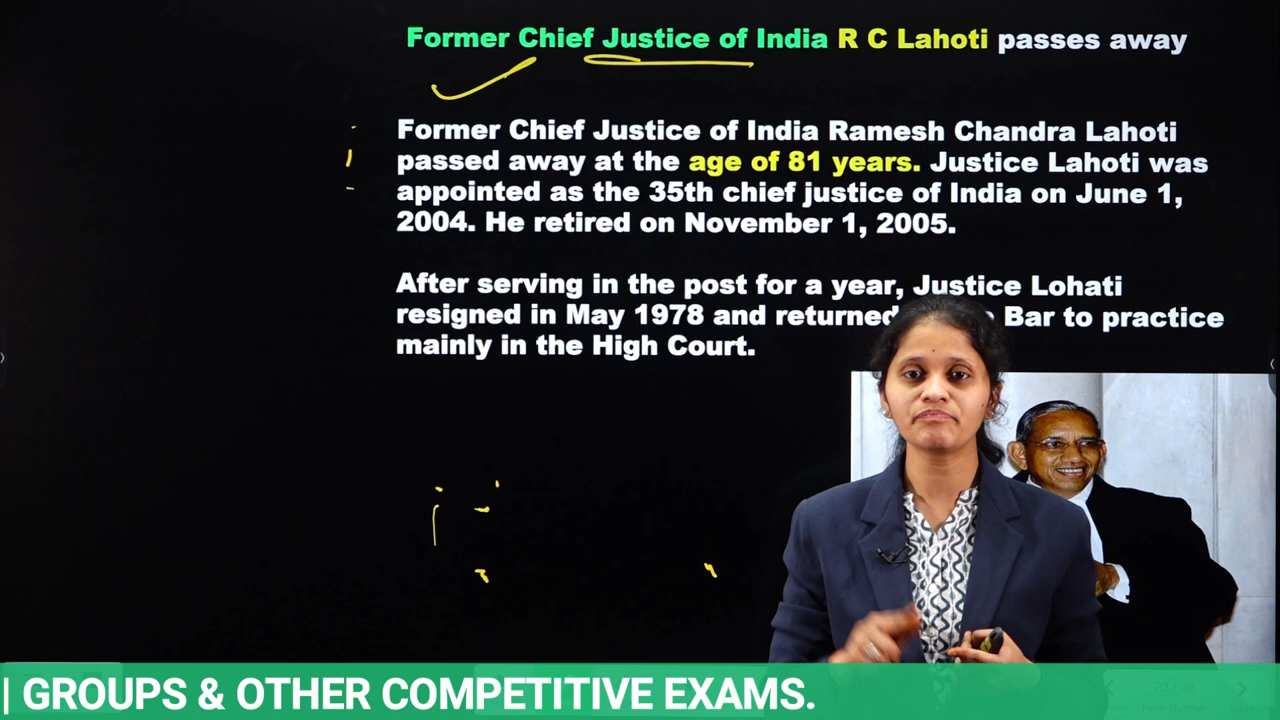 Former Chief Justice of India R C Lahoti passes away
Former Chief Justice of India Ramesh Chandra Lahoti
passed away at the age of 81 years. Justice Lahoti was
appointed as the 35th chief justice of India on June 1,
2004. He retired on November 1, 2005.
After serving in the post for a year, Justice Lohati
resigned in May 1978 and returned Bar to practice
mainly in the High Court.
| GROUPS & OTHER COMPETITIVE EXAMS.